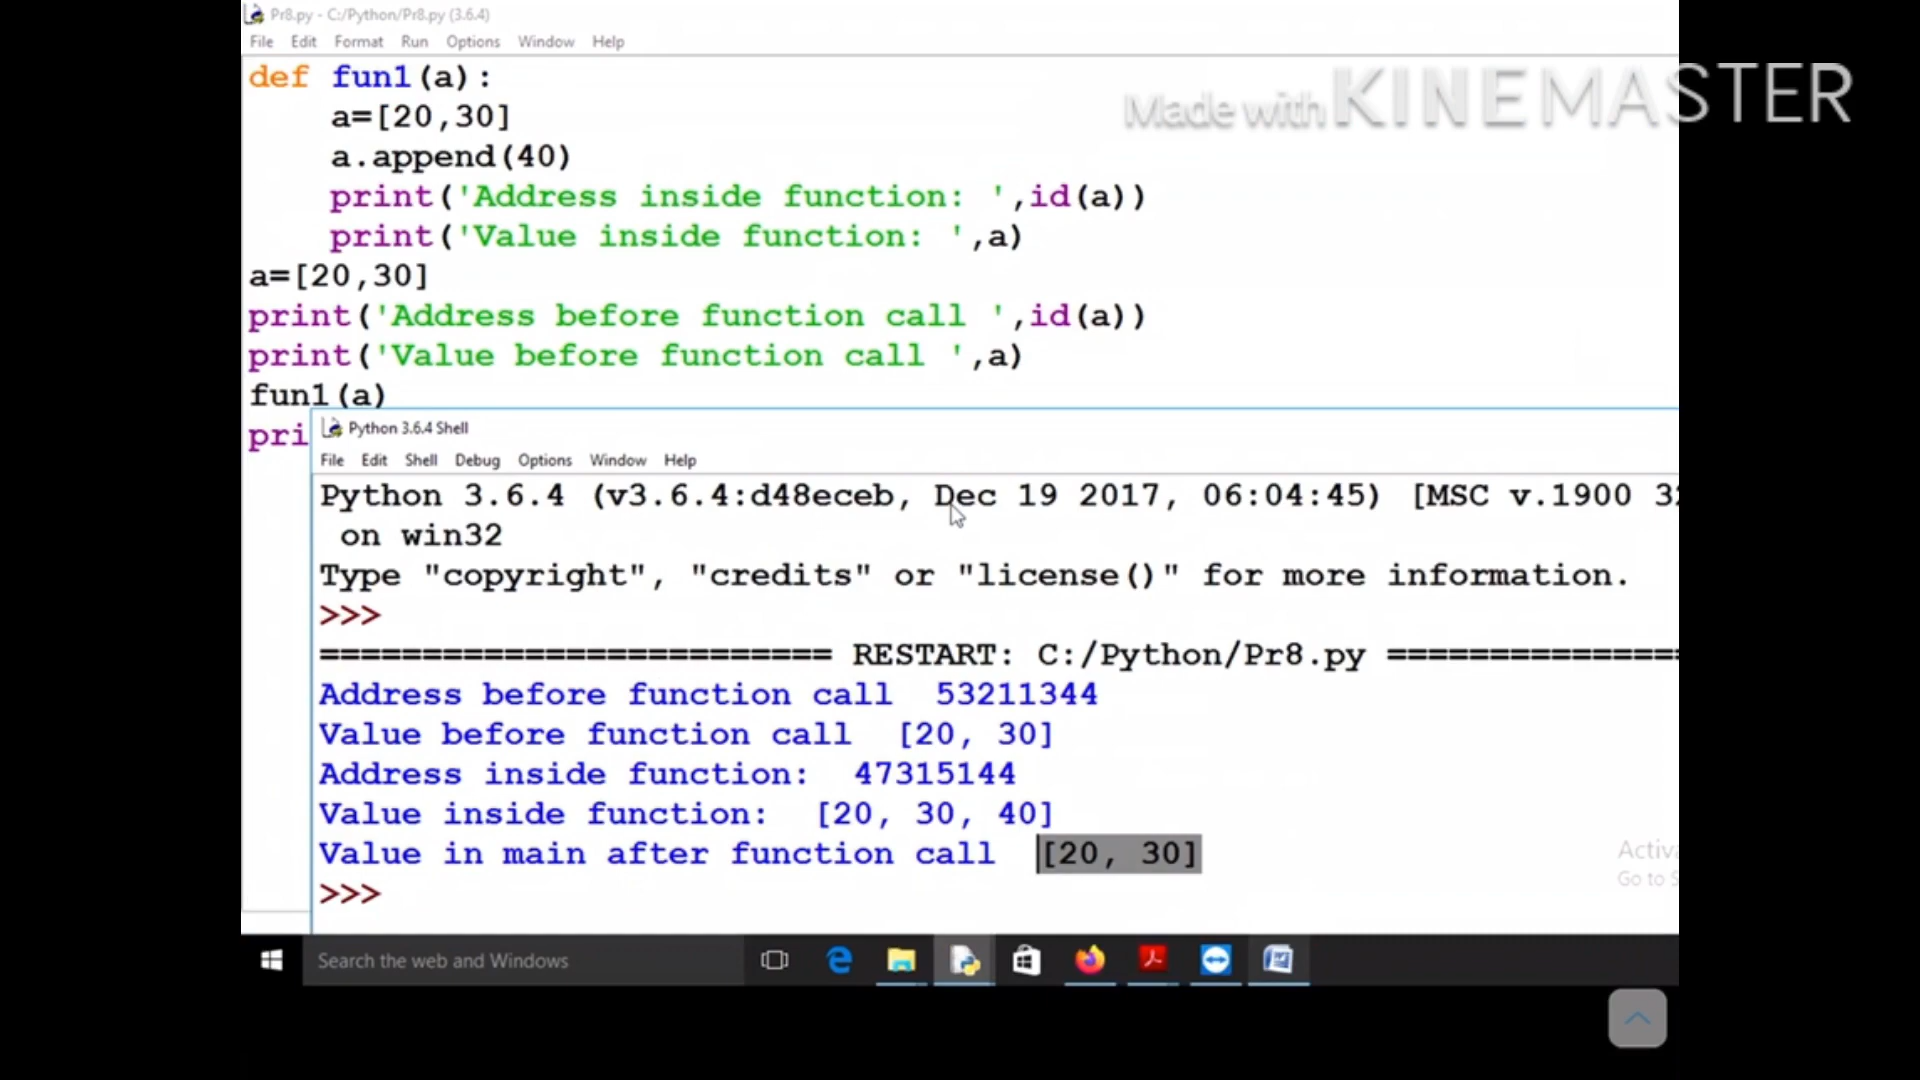 Pr8.py - C:/Python/Pr8.py (3.6.4)
File Edit Format Run Options Window Help
Made with KINEMASTER
def fun1(a):
    a=[20,30]
    a.append(40)
    print('Address inside function: ',id(a))
    print('Value inside function: ',a)
a=[20,30]
print('Address before function call ',id(a))
print('Value before function call ',a)
fun1(a)
pri
Python 3.6.4 Shell
File Edit Shell Debug Options Window Help
Python 3.6.4 (v3.6.4:d48eceb, Dec 19 2017, 06:04:45) [MSC v.1900 32
on win32
Type "copyright", "credits" or "license()" for more information.
>>>
========================= RESTART: C:/Python/Pr8.py ===============
Address before function call  53211344
Value before function call  [20, 30]
Address inside function:  47315144
Value inside function:  [20, 30, 40]
Value in main after function call  [20, 30]
>>>
Activa
Go to S
Search the web and Windows